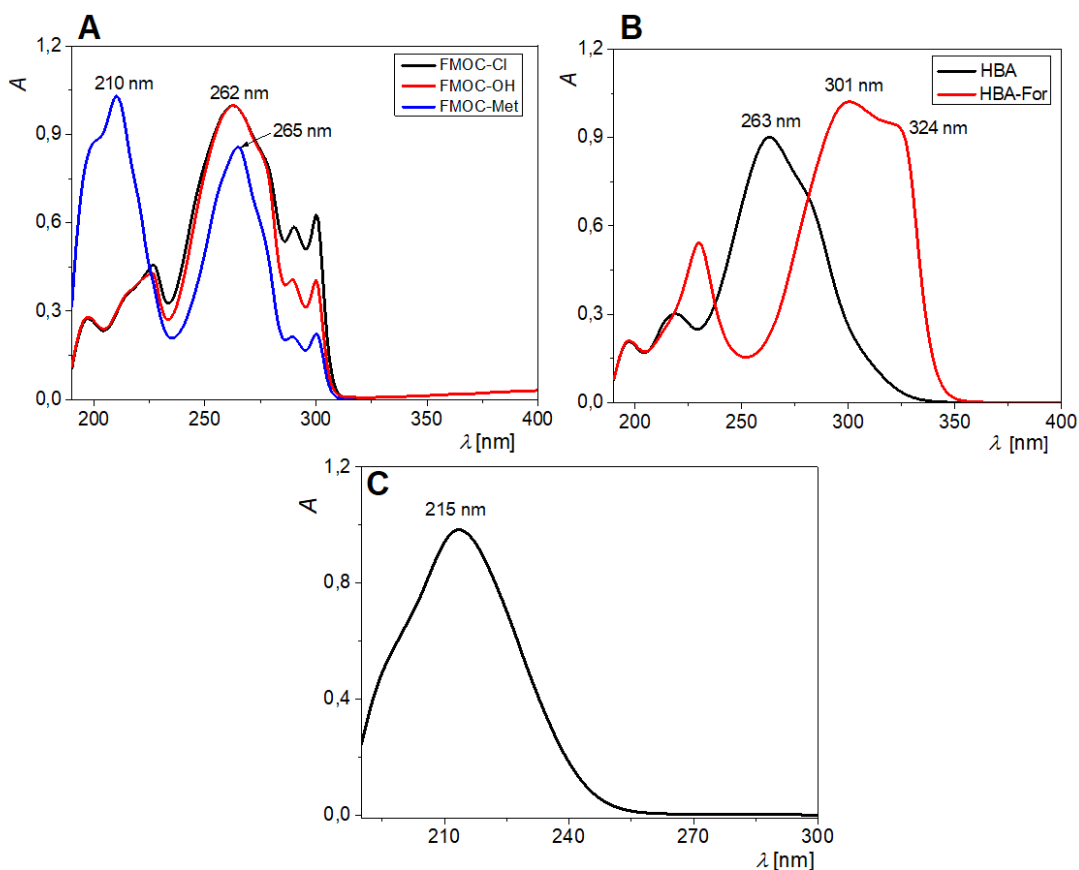 A
1,2
0,9
0,6
0,3
0,0
A
210 nm
262 nm
265 nm
FMOC-Cl
FMOC-OH
FMOC-Met
200
250
300
350
400
λ [nm]
B
1,2
0,9
0,6
0,3
0,0
A
263 nm
301 nm
324 nm
HBA
HBA-For
200
250
300
350
400
λ [nm]
C
1,2
0,8
0,4
0,0
A
215 nm
210
240
270
300
λ [nm]